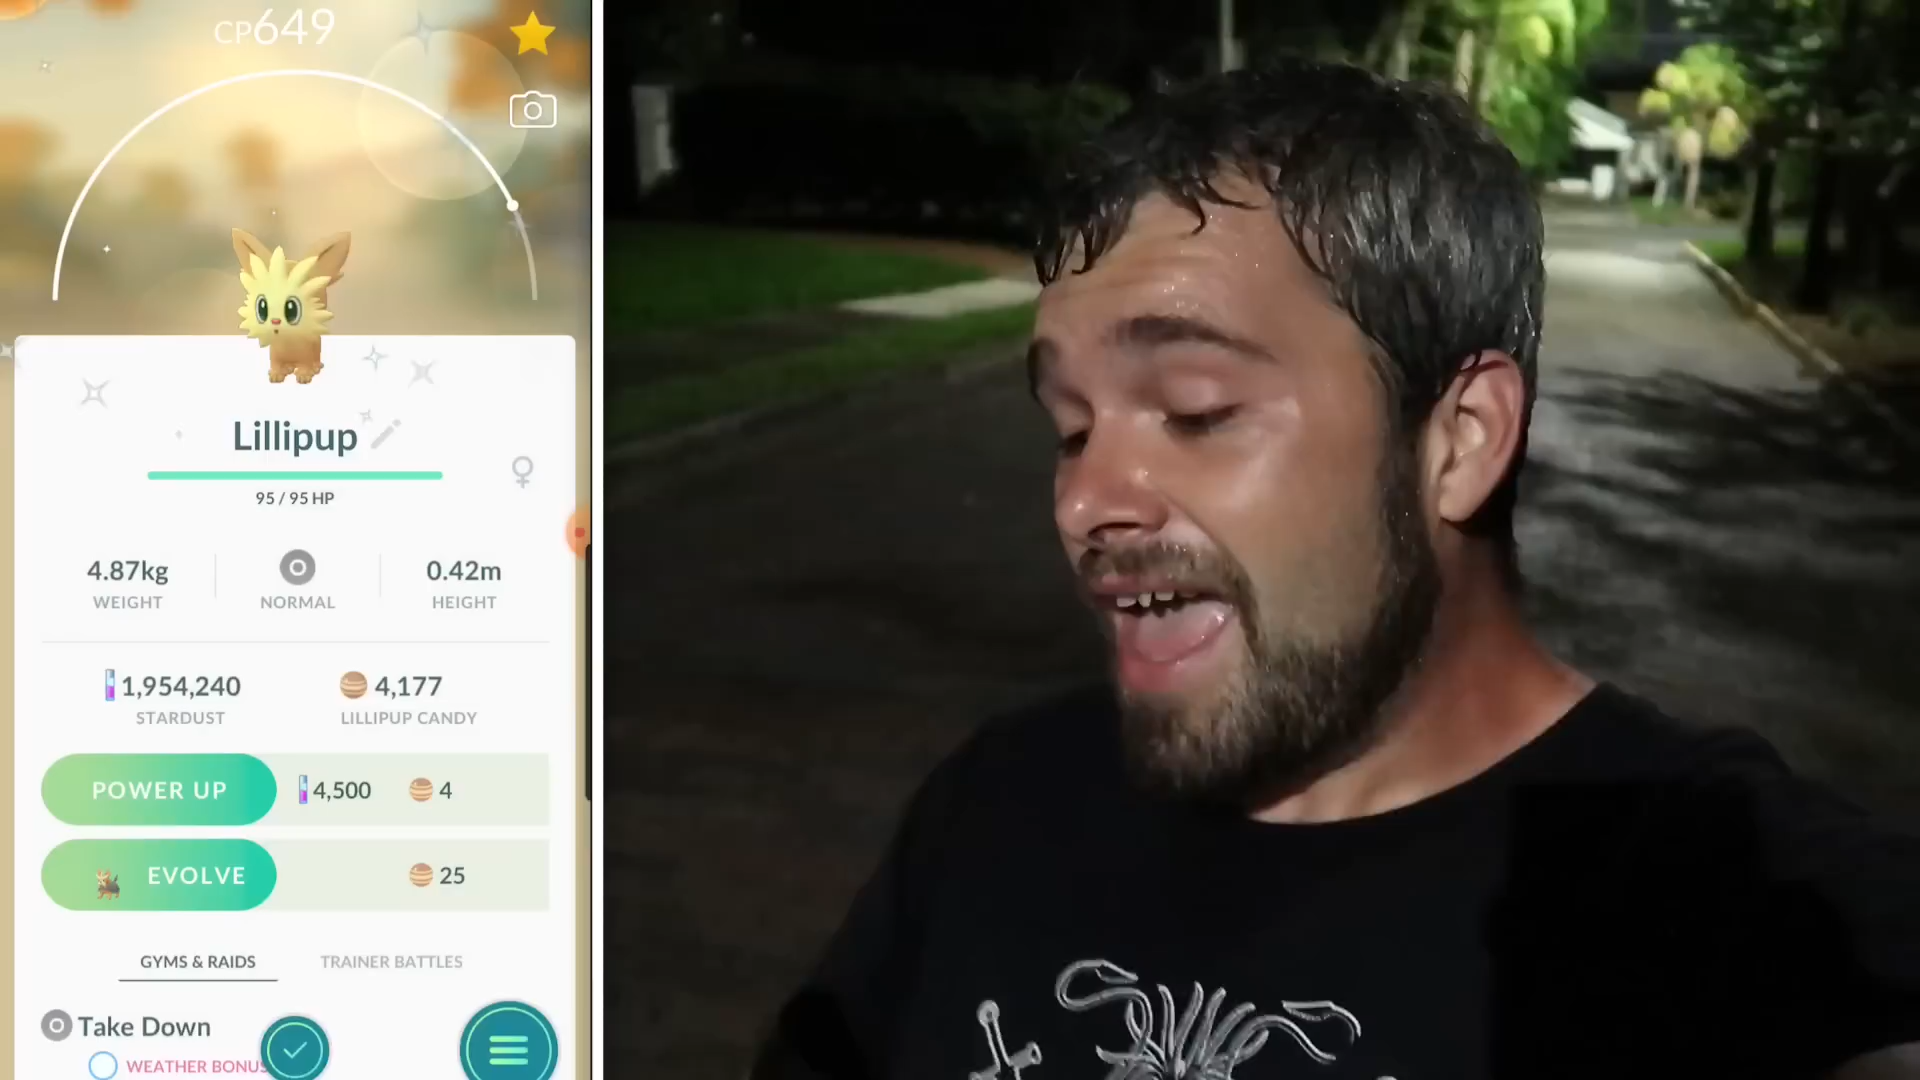 CP649
Lillipup
95 / 95 HP
4.87kg
WEIGHT
NORMAL
0.42m
HEIGHT
1,954,240
STARDUST
4,177
LILLIPUP CANDY
POWER UP
4,500
4
EVOLVE
25
GYMS & RAIDS
TRAINER BATTLES
Take Down
WEATHER BONUS